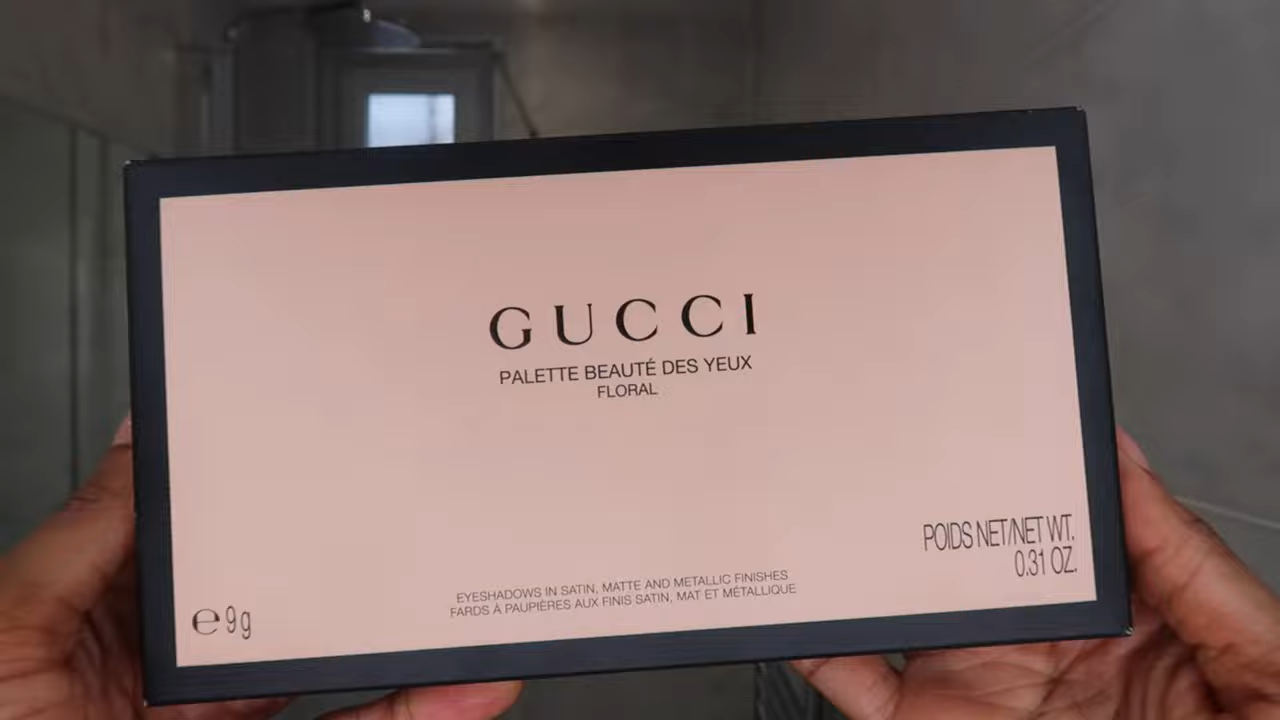 GUCCI
PALETTE BEAUTÉ DES YEUX
FLORAL
POIDS NET/NET WT.
0.31 OZ.
EYESHADOWS IN SATIN, MATTE AND METALLIC FINISHES
FARDS À PAUPIÈRES AUX FINIS SATIN, MAT ET MÉTALLIQUE
℮9g